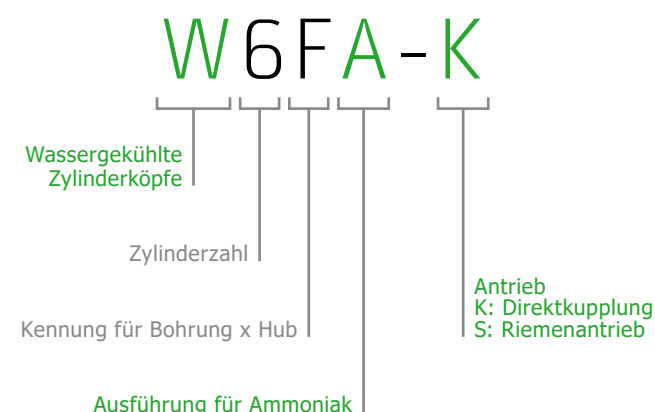 W6FA-K
Wassergekühlte
Zylinderköpfe
Zylinderzahl
Kennung für Bohrung x Hub
Antrieb
K: Direktkupplung
S: Riemenantrieb
Ausführung für Ammoniak